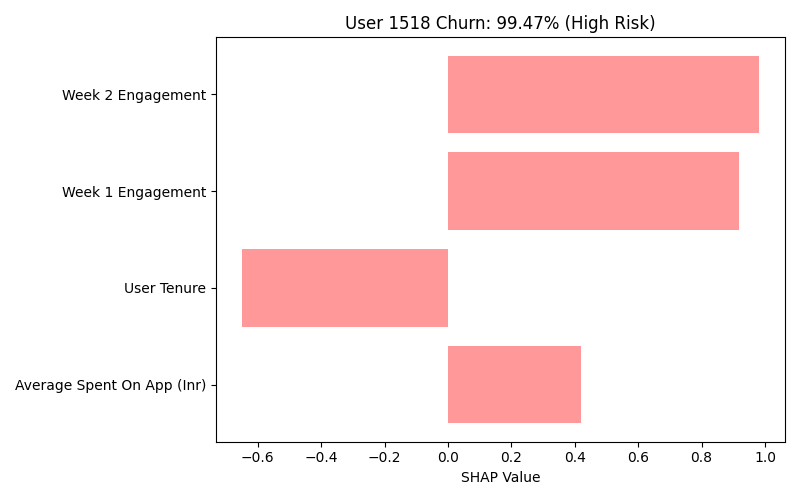 User 1518 Churn: 99.47% (High Risk)
Week 2 Engagement
Week 1 Engagement
User Tenure
Average Spent On App (Inr)
−0.6 −0.4 −0.2 0.0 0.2 0.4 0.6 0.8 1.0
SHAP Value